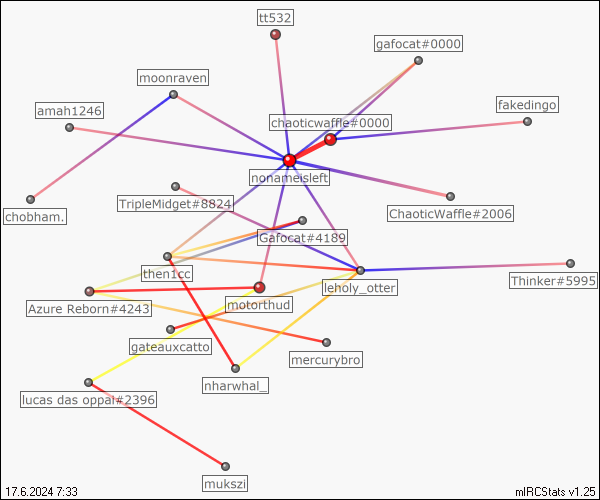 tt532
gafocat#0000
moonraven
amah1246
fakedingo
chaoticwaffle#0000
nonameisleft
TripleMidget#8824
ChaoticWaffle#2006
chobham.
Gafocat#4189
then1cc
leholy_otter
Thinker#5995
Azure Reborn#4243
motorthud
gateauxcatto
mercurybro
nharwhal_
lucas das oppai#2396
mukszi
17.6.2024 7:33
mIRCStats v1.25